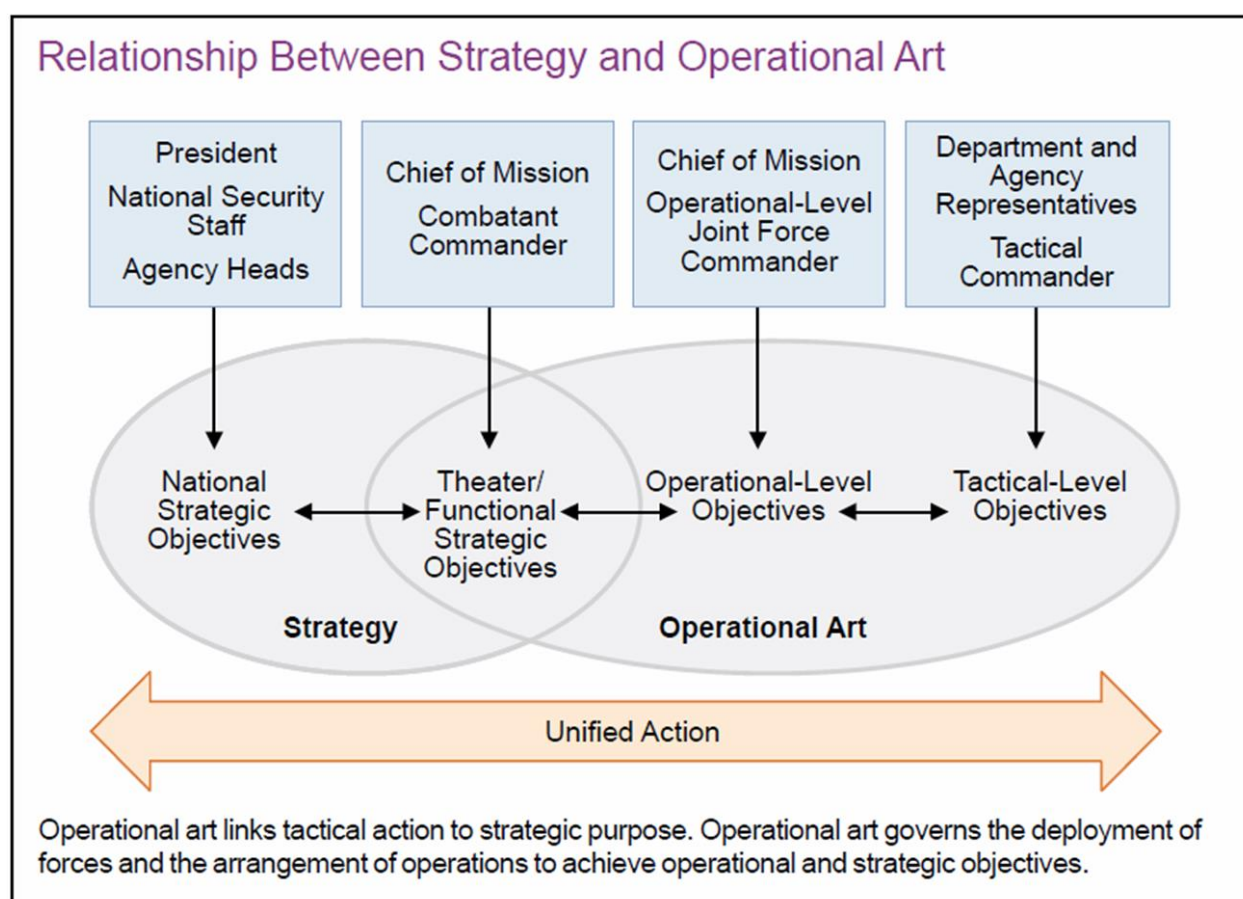 Relationship Between Strategy and Operational Art
President
National Security
Staff
Agency Heads
Chief of Mission
Combatant
Commander
Chief of Mission
Operational-Level
Joint Force
Commander
Department and
Agency
Representatives
Tactical
Commander
National
Strategic
Objectives
Theater/
Functional
Strategic
Objectives
Operational-Level
Objectives
Tactical-Level
Objectives
Strategy
Operational Art
Unified Action
Operational art links tactical action to strategic purpose. Operational art governs the deployment of
forces and the arrangement of operations to achieve operational and strategic objectives.